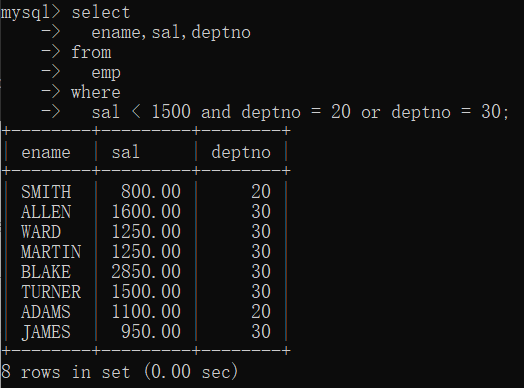 mysql> select
    ->   ename,sal,deptno
    -> from
    ->   emp
    -> where
    ->   sal < 1500 and deptno = 20 or deptno = 30;
+--------+---------+--------+
| ename  | sal     | deptno |
+--------+---------+--------+
| SMITH  |  800.00 |     20 |
| ALLEN  | 1600.00 |     30 |
| WARD   | 1250.00 |     30 |
| MARTIN | 1250.00 |     30 |
| BLAKE  | 2850.00 |     30 |
| TURNER | 1500.00 |     30 |
| ADAMS  | 1100.00 |     20 |
| JAMES  |  950.00 |     30 |
+--------+---------+--------+
8 rows in set (0.00 sec)